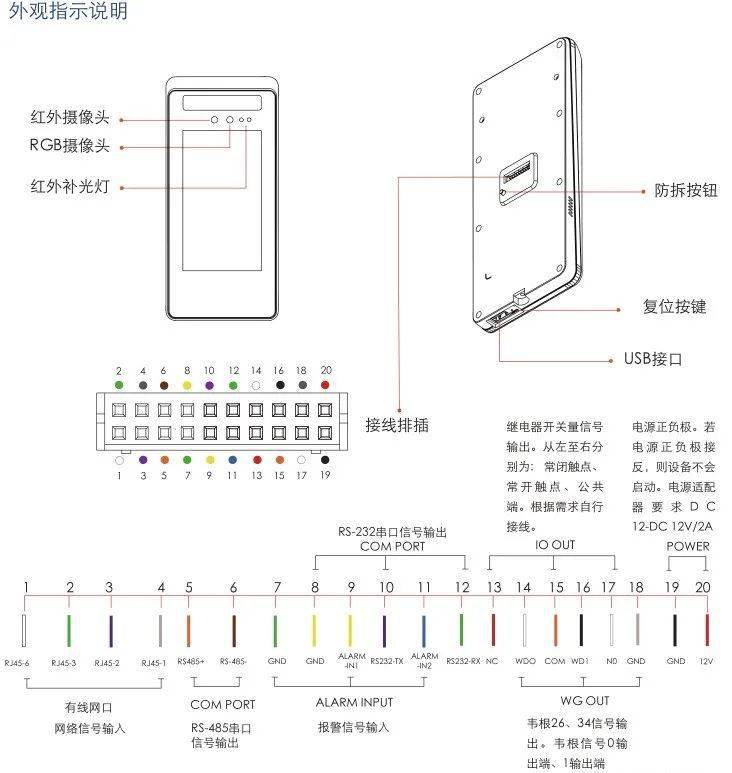 外观指示说明
红外摄像头
RGB摄像头
红外补光灯
防拆按钮
复位按键
USB接口
2 4 6 8 10 12 14 16 18 20
接线排插
1 3 5 7 9 11 13 15 17 19
继电器开关量信号
输出。从左至右分
别为：常闭触点、
常开触点、公共
端。根据需求自行
接线。
电源正负极。若
电源正负极接
反，则设备不会
启动。电源适配
器要求DC
12-DC 12V/2A
RS-232串口信号输出
COM PORT
IO OUT
POWER
1 2 3 4 5 6 7 8 9 10 11 12 13 14 15 16 17 18 19 20
RJ45-6 RJ45-3 RJ45-2 RJ45-1 RS485+ RS-485- GND GND ALARM-IN1 RS232-TX ALARM-IN2 RS232-RX NC WDO COM WD1 N0 GND GND 12V
有线网口
网络信号输入
COM PORT
RS-485串口
信号输出
ALARM INPUT
报警信号输入
WG OUT
韦根26、34信号输
出。韦根信号0输
出端、1输出端